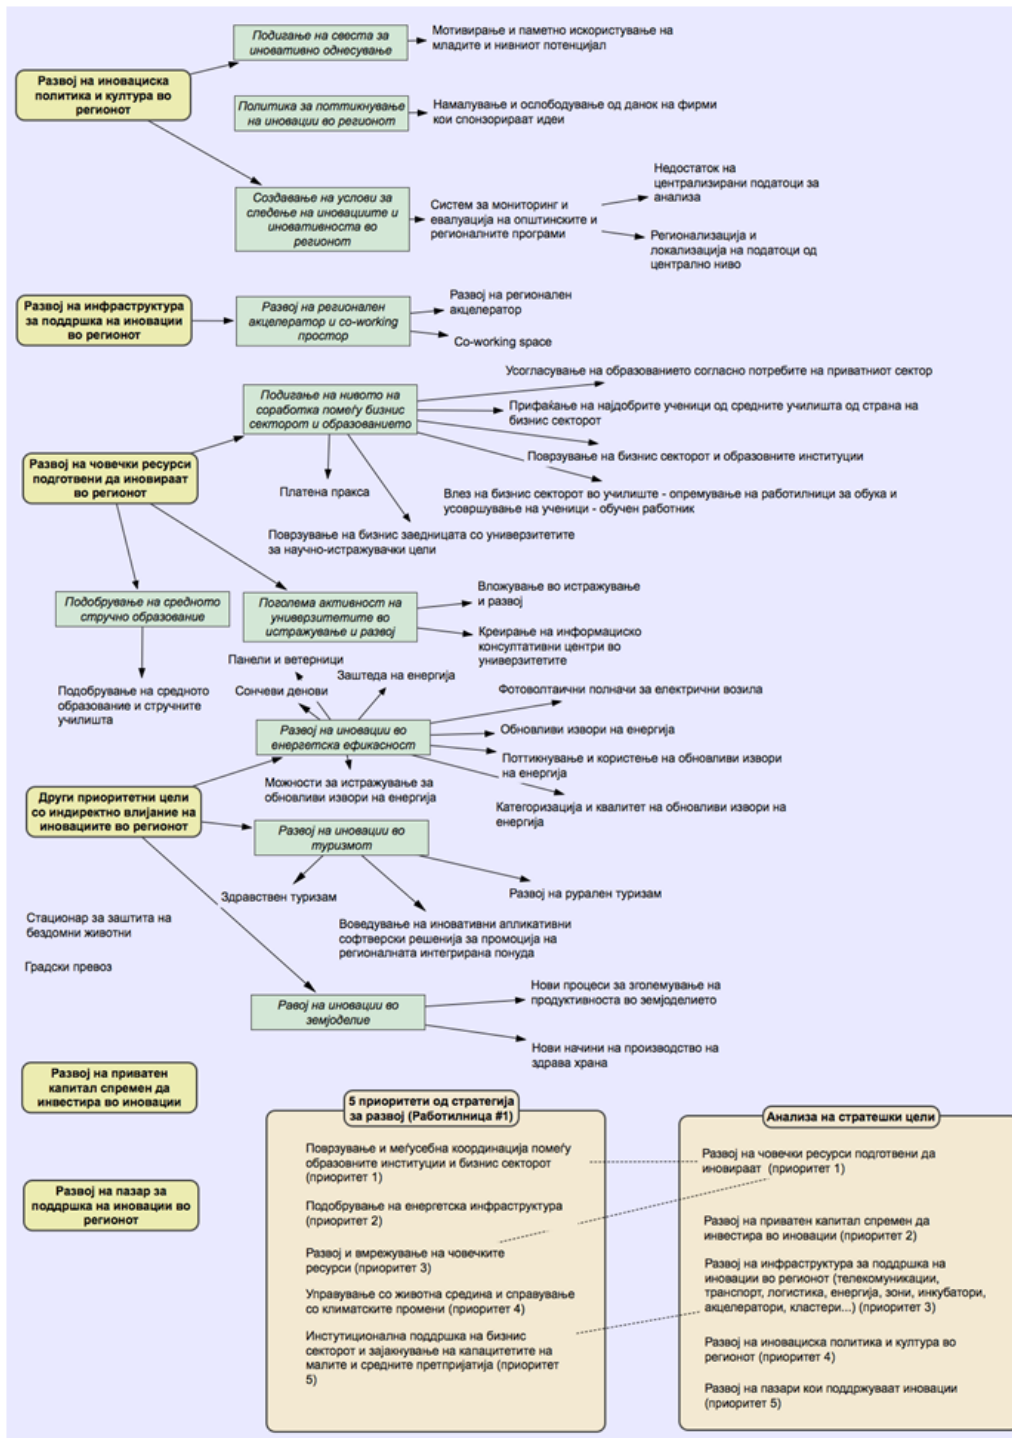 Подигање на свеста за
иновативно однесување
Мотивирање и паметно искористување на
младите и нивниот потенцијал
Развој на иновациска
политика и култура во
регионот
Политика за поттикнување
на иновации во регионот
Намалување и ослободување од данок на фирми
кои спонзорираат идеи
Создавање на услови за
следење на иновациите и
иновативноста во
регионот
Систем за мониторинг и
евалуација на општинските и
регионалните програми
Недостаток на
централизирани податоци за
анализа
Регионализација и
локализација на податоци од
централно ниво
Развој на инфраструктура
за поддршка на иновации
во регионот
Развој на регионален
акцелератор и co-working
простор
Развој на регионален
акцелератор
Co-working space
Подигање на нивото на
соработка помеѓу бизнис
секторот и образованието
Усогласување на образованието согласно потребите на приватниот сектор
Прифаќање на најдобрите ученици од средните училишта од страна на
бизнис секторот
Поврзување на бизнис секторот и образовните институции
Влез на бизнис секторот во училиште - опремување на работилници за обука и
усовршување на ученици - обучен работник
Развој на човечки ресурси
подготвени да иновираат
во регионот
Платена пракса
Поврзување на бизнис заедницата со универзитетите
за научно-истражувачки цели
Подобрување на средното
стручно образование
Поголема активност на
универзитетите во
истражување и развој
Вложување во истражување
и развој
Креирање на информациско
консултативни центри во
универзитетите
Подобрување на средното
образование и стручните
училишта
Панели и ветерници
Сончеви денови
Заштеда на енергија
Развој на иновации во
енергетска ефикасност
Фотоволтаични полначи за електрични возила
Обновливи извори на енергија
Поттикнување и користење на обновливи извори
на енергија
Категоризација и квалитет на обновливи извори на
енергија
Можности за истражување за
обновливи извори на енергија
Други приоритетни цели
со индиректно влијание на
иновациите во регионот
Развој на иновации во
туризмот
Здравствен туризам
Воведување на иновативни апликативни
софтверски решенија за промоција на
регионалната интегрирана понуда
Развој на рурален туризам
Стационар за заштита на
бездомни животни
Градски превоз
Равој на иновации во
земјоделие
Нови процеси за зголемување на
продуктивноста во земјоделието
Нови начини на производство на
здрава храна
Развој на приватен
капитал спремен да
инвестира во иновации
Развој на пазар за
поддршка на иновации во
регионот
5 приоритети од стратегија
за развој (Работилница #1)
Поврзување и меѓусебна координација помеѓу
образовните институции и бизнис секторот
(приоритет 1)
Подобрување на енергетска инфраструктура
(приоритет 2)
Развој и вмрежување на човечките
ресурси (приоритет 3)
Управување со животна средина и справување
со климатските промени (приоритет 4)
Инстутиционална поддршка на бизнис
секторот и зајакнување на капацитетите на
малите и средните претпријатија (приоритет
5)
Анализа на стратешки цели
Развој на човечки ресурси подготвени да
иновираат (приоритет 1)
Развој на приватен капитал спремен да
инвестира во иновации (приоритет 2)
Развој на инфраструктура за поддршка на
иновации во регионот (телекомуникации,
транспорт, логистика, енергија, зони, инкубатори,
акцелератори, кластери...) (приоритет 3)
Развој на иновациска политика и култура во
регионот (приоритет 4)
Развој на пазари кои поддржуваат иновации
(приоритет 5)